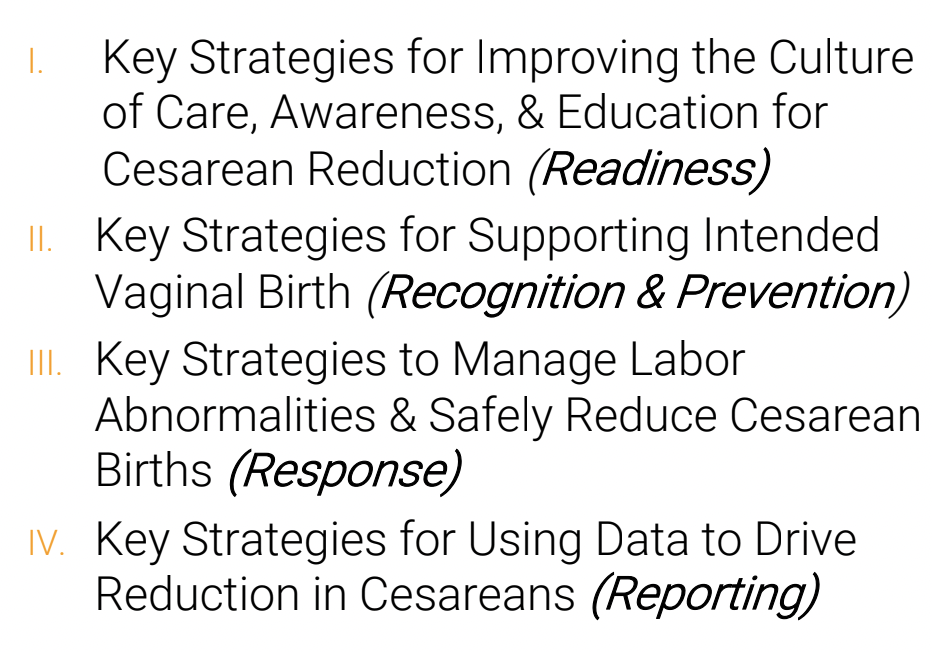 I. Key Strategies for Improving the Culture
of Care, Awareness, & Education for
Cesarean Reduction (Readiness)
II. Key Strategies for Supporting Intended
Vaginal Birth (Recognition & Prevention)
III. Key Strategies to Manage Labor
Abnormalities & Safely Reduce Cesarean
Births (Response)
IV. Key Strategies for Using Data to Drive
Reduction in Cesareans (Reporting)